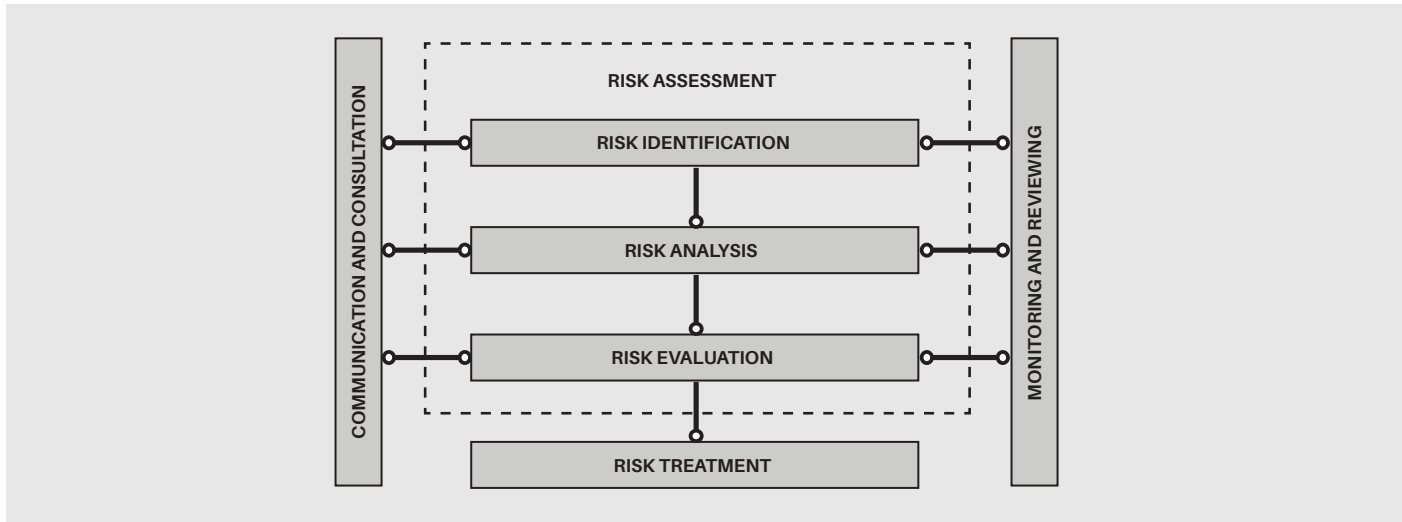 RISK ASSESSMENT
RISK IDENTIFICATION
RISK ANALYSIS
RISK EVALUATION
RISK TREATMENT
COMMUNICATION AND CONSULTATION
MONITORING AND REVIEWING